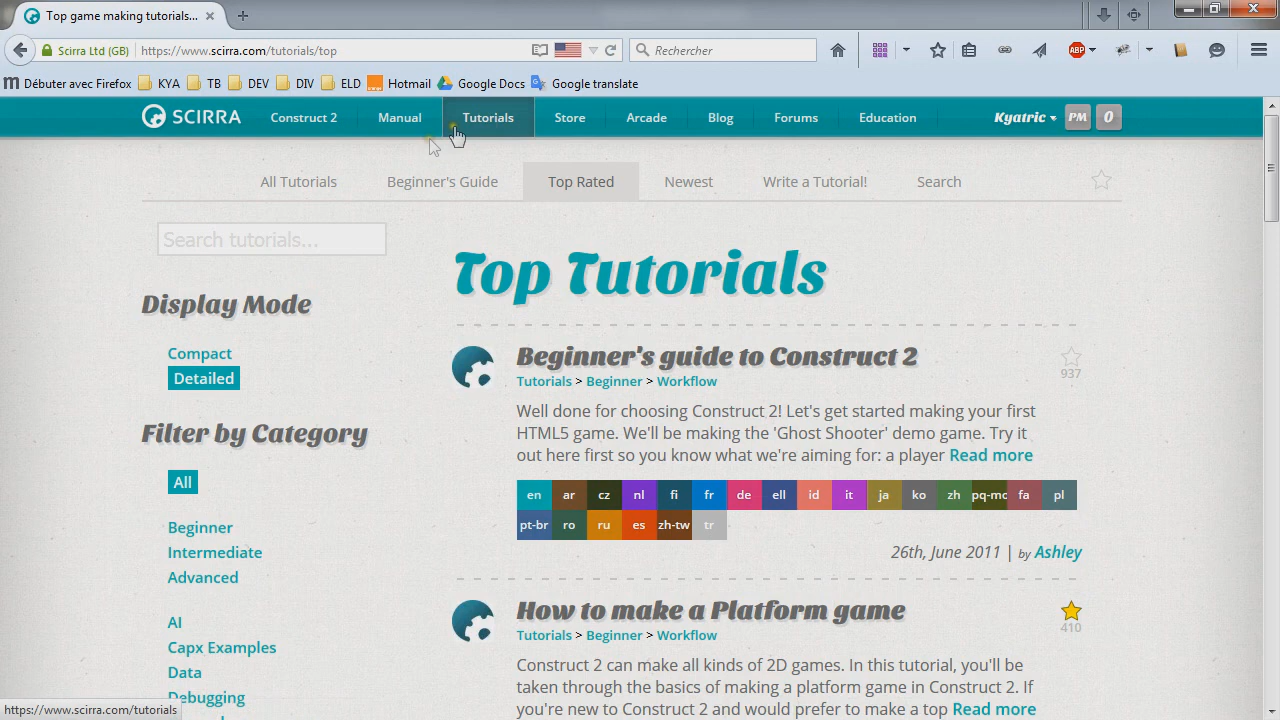 Top game making tutorials...
Scirra Ltd (GB) https://www.scirra.com/tutorials/top
Rechercher
ABP
Débuter avec Firefox KYA TB DEV DIV ELD Hotmail Google Docs Google translate
SCIRRA Construct 2 Manual Tutorials Store Arcade Blog Forums Education Kyatric PM 0
All Tutorials Beginner's Guide Top Rated Newest Write a Tutorial! Search
Search tutorials...
Display Mode
Compact
Detailed
Filter by Category
All
Beginner
Intermediate
Advanced
AI
Capx Examples
Data
Debugging
Top Tutorials
Beginner's guide to Construct 2
937
Tutorials > Beginner > Workflow
Well done for choosing Construct 2! Let's get started making your first
HTML5 game. We'll be making the 'Ghost Shooter' demo game. Try it
out here first so you know what we're aiming for: a player Read more
en ar cz nl fi fr de ell id it ja ko zh pq-mo fa pl
pt-br ro ru es zh-tw tr
26th, June 2011 | by Ashley
How to make a Platform game
410
Tutorials > Beginner > Workflow
Construct 2 can make all kinds of 2D games. In this tutorial, you'll be
taken through the basics of making a platform game in Construct 2. If
you're new to Construct 2 and would prefer to make a top Read more
https://www.scirra.com/tutorials